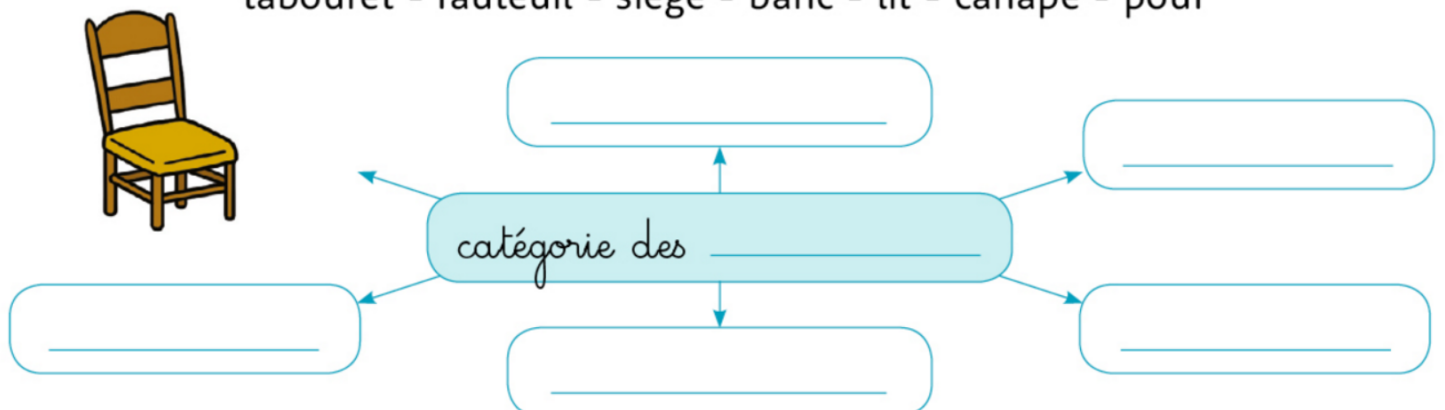 tabouret - fauteuil - siège - banc - lit - canapé - pouf
catégorie des